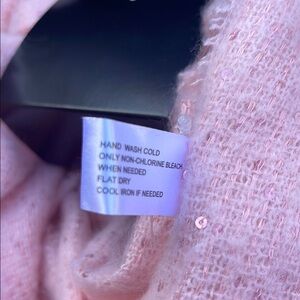 HAND WASH COLD
ONLY NON-CHLORINE BLEACH
WHEN NEEDED
FLAT DRY
COOL IRON IF NEEDED